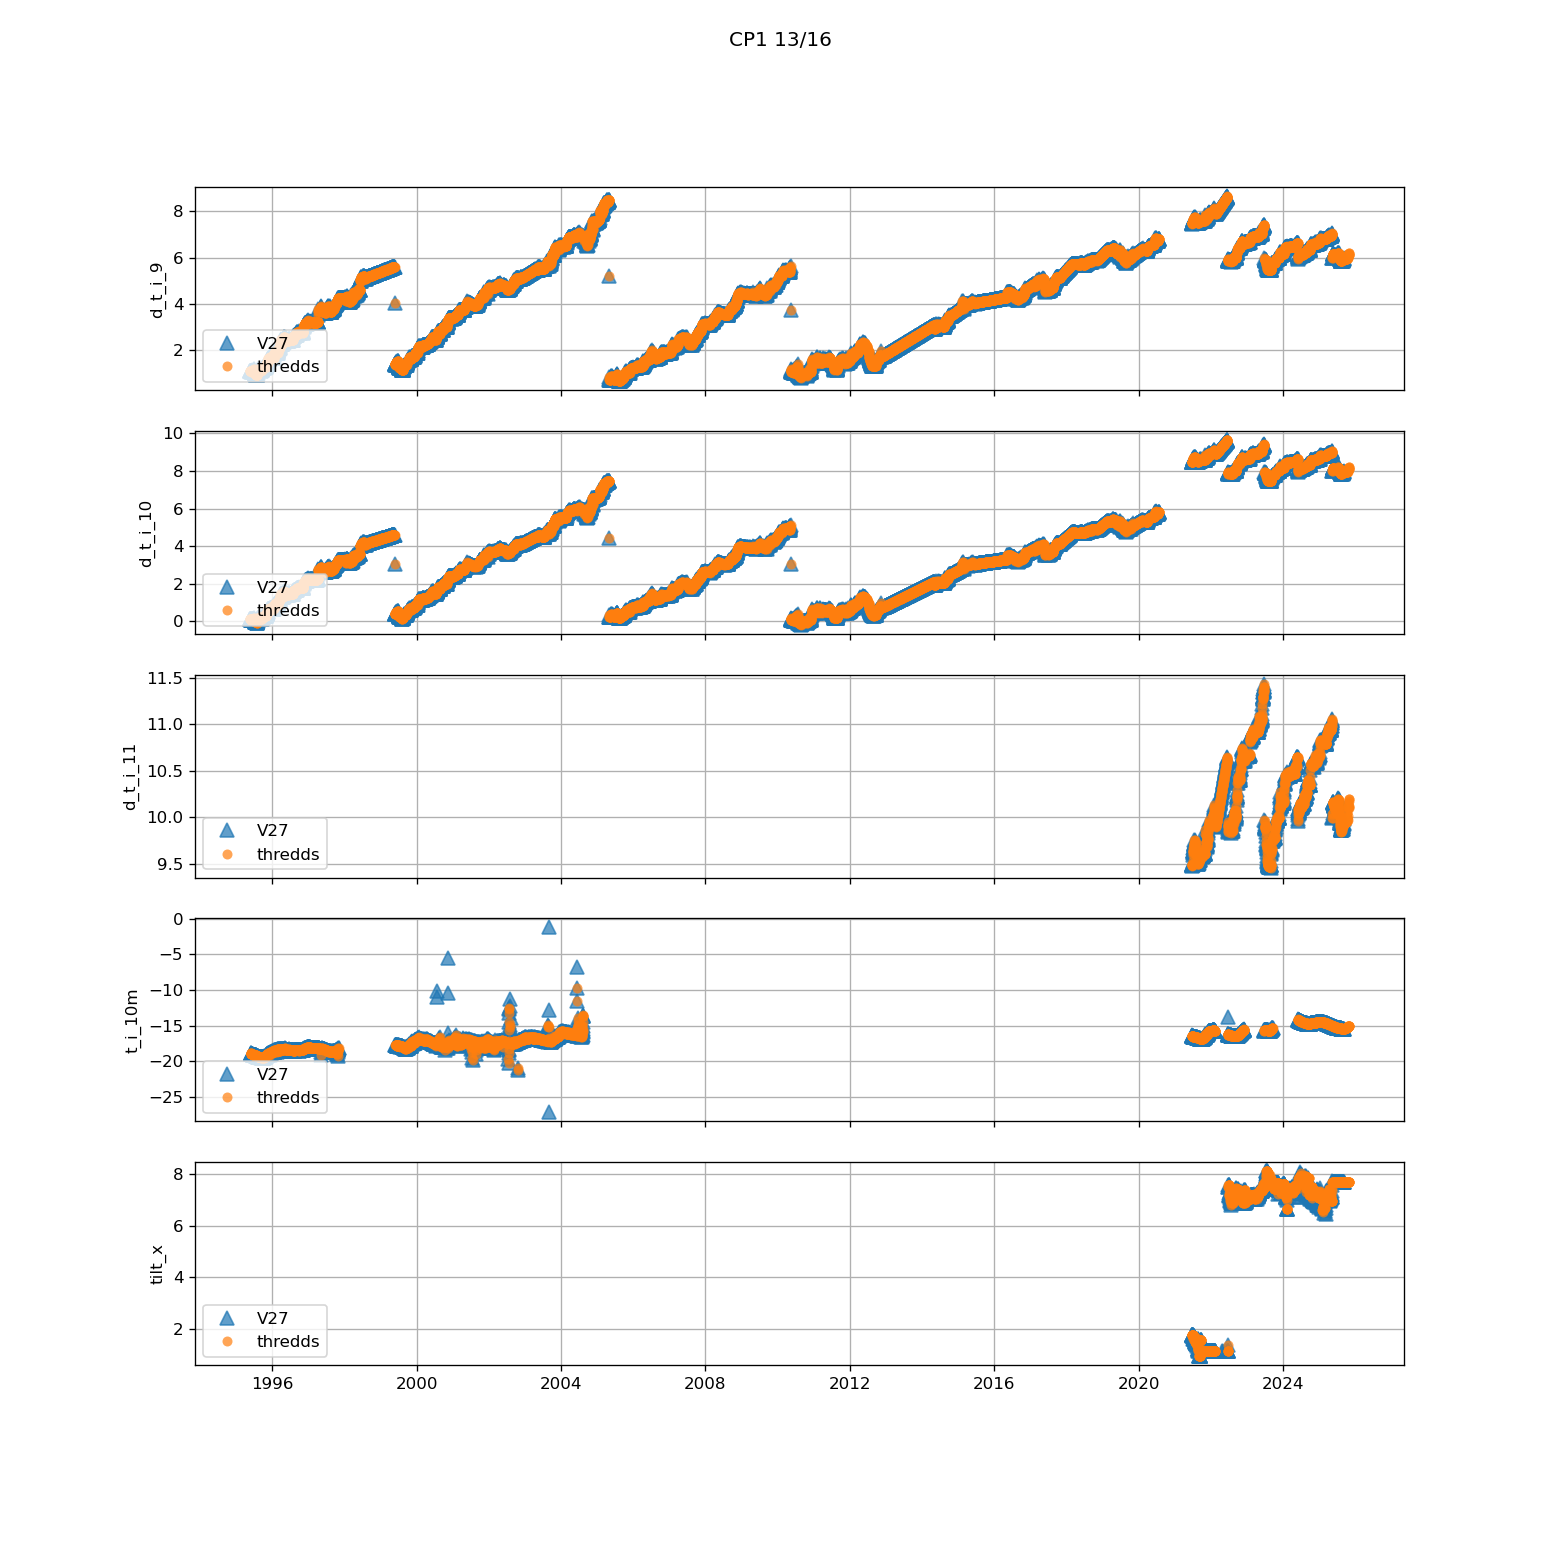 CP1 13/16
8
6
4
2
d_t_i_9
V27
thredds
10
8
6
4
2
0
d_t_i_10
V27
thredds
11.5
11.0
10.5
10.0
9.5
d_t_i_11
V27
thredds
0
−5
−10
−15
−20
−25
t_i_10m
V27
thredds
8
6
4
2
tilt_x
V27
thredds
1996 2000 2004 2008 2012 2016 2020 2024